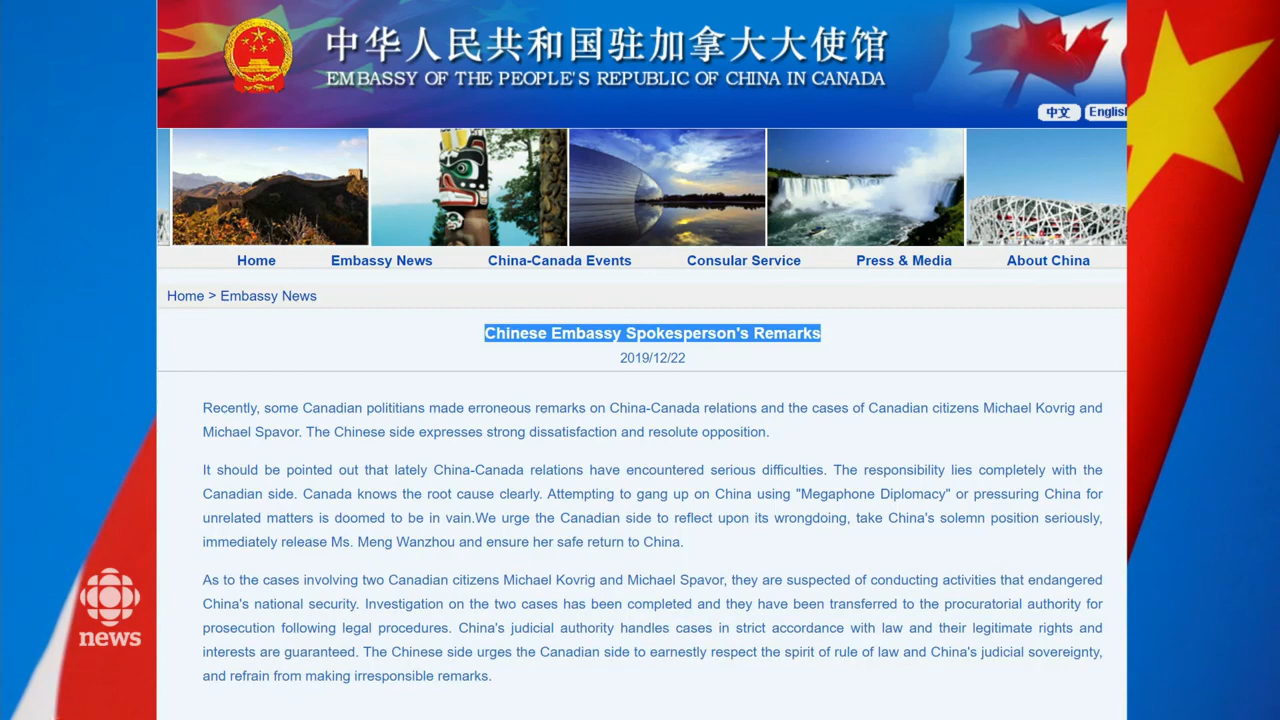 中华人民共和国驻加拿大大使馆
EMBASSY OF THE PEOPLE'S REPUBLIC OF CHINA IN CANADA
中文 English
Home Embassy News China-Canada Events Consular Service Press & Media About China
Home > Embassy News
Chinese Embassy Spokesperson's Remarks
2019/12/22
Recently, some Canadian polititians made erroneous remarks on China-Canada relations and the cases of Canadian citizens Michael Kovrig and
Michael Spavor. The Chinese side expresses strong dissatisfaction and resolute opposition.
It should be pointed out that lately China-Canada relations have encountered serious difficulties. The responsibility lies completely with the
Canadian side. Canada knows the root cause clearly. Attempting to gang up on China using "Megaphone Diplomacy" or pressuring China for
unrelated matters is doomed to be in vain.We urge the Canadian side to reflect upon its wrongdoing, take China's solemn position seriously,
immediately release Ms. Meng Wanzhou and ensure her safe return to China.
As to the cases involving two Canadian citizens Michael Kovrig and Michael Spavor, they are suspected of conducting activities that endangered
China's national security. Investigation on the two cases has been completed and they have been transferred to the procuratorial authority for
prosecution following legal procedures. China's judicial authority handles cases in strict accordance with law and their legitimate rights and
interests are guaranteed. The Chinese side urges the Canadian side to earnestly respect the spirit of rule of law and China's judicial sovereignty,
and refrain from making irresponsible remarks.
news